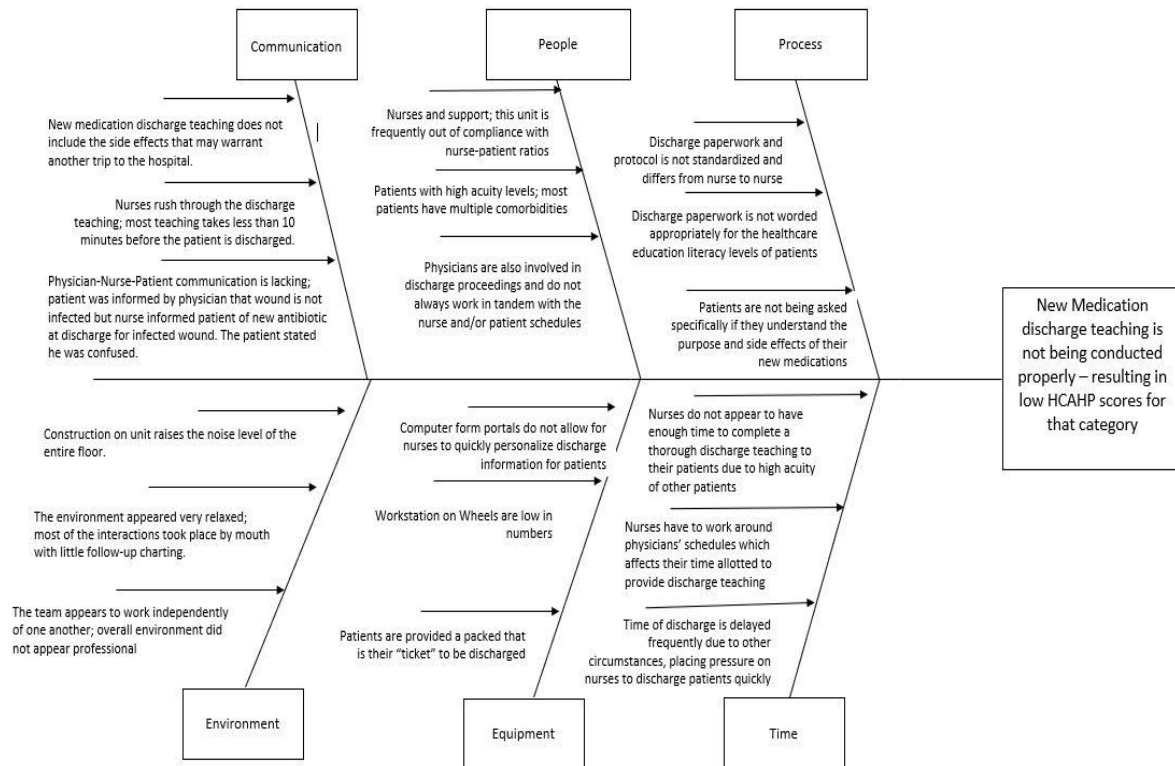 Communication
People
Process
New medication discharge teaching does not
include the side effects that may warrant
another trip to the hospital.
Nurses rush through the discharge
teaching; most teaching takes less than 10
minutes before the patient is discharged.
Physician-Nurse-Patient communication is lacking;
patient was informed by physician that wound is not
infected but nurse informed patient of new antibiotic
at discharge for infected wound. The patient stated
he was confused.
Nurses and support; this unit is
frequently out of compliance with
nurse-patient ratios
Patients with high acuity levels; most
patients have multiple comorbidities
Physicians are also involved in
discharge proceedings and do not
always work in tandem with the
nurse and/or patient schedules
Discharge paperwork and
protocol is not standardized and
differs from nurse to nurse
Discharge paperwork is not worded
appropriately for the healthcare
education literacy levels of patients
Patients are not being asked
specifically if they understand the
purpose and side effects of their
new medications
New Medication
discharge teaching is
not being conducted
properly – resulting in
low HCAHP scores for
that category
Construction on unit raises the noise level of the
entire floor.
The environment appeared very relaxed;
most of the interactions took place by mouth
with little follow-up charting.
The team appears to work independently
of one another; overall environment did
not appear professional
Computer form portals do not allow for
nurses to quickly personalize discharge
information for patients
Workstation on Wheels are low in
numbers
Patients are provided a packed that
is their “ticket” to be discharged
Nurses do not appear to have
enough time to complete a
thorough discharge teaching to
their patients due to high acuity
of other patients
Nurses have to work around
physicians’ schedules which
affects their time allotted to
provide discharge teaching
Time of discharge is delayed
frequently due to other
circumstances, placing pressure on
nurses to discharge patients quickly
Environment
Equipment
Time